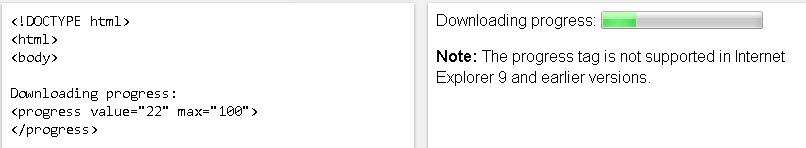 <!DOCTYPE html>
<html>
<body>
Downloading progress:
<progress value="22" max="100">
</progress>
Downloading progress:
Note: The progress tag is not supported in Internet
Explorer 9 and earlier versions.